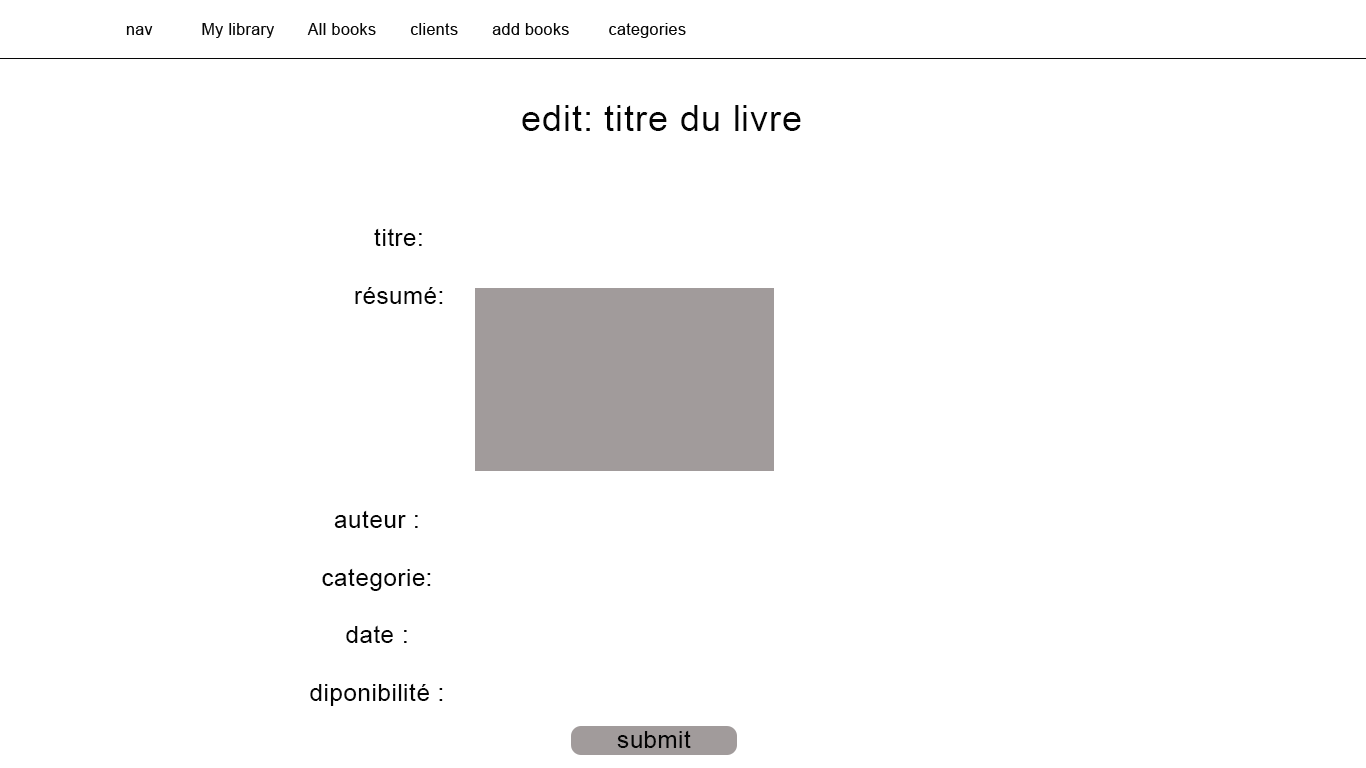 nav My library All books clients add books categories
edit: titre du livre
titre:
résumé:
auteur :
categorie:
date :
diponibilité :
submit